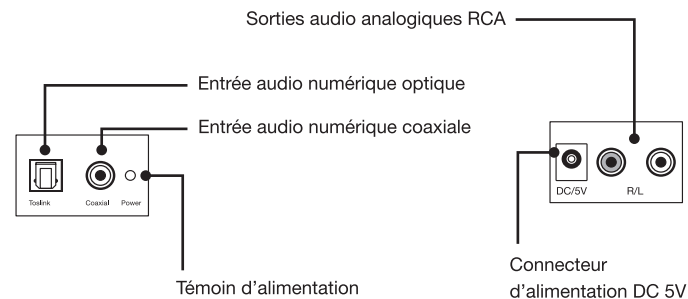 Sorties audio analogiques RCA
Entrée audio numérique optique
Entrée audio numérique coaxiale
Toslink Coaxial Power
DC/5V R/L
Témoin d’alimentation
Connecteur
d’alimentation DC 5V